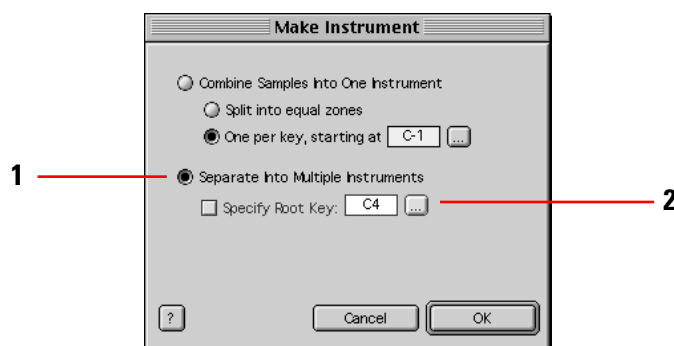 Make Instrument
Combine Samples Into One Instrument
Split into equal zones
One per key, starting at C-1 ...
1
Separate Into Multiple Instruments
Specify Root Key: C4 ...
2
? Cancel OK